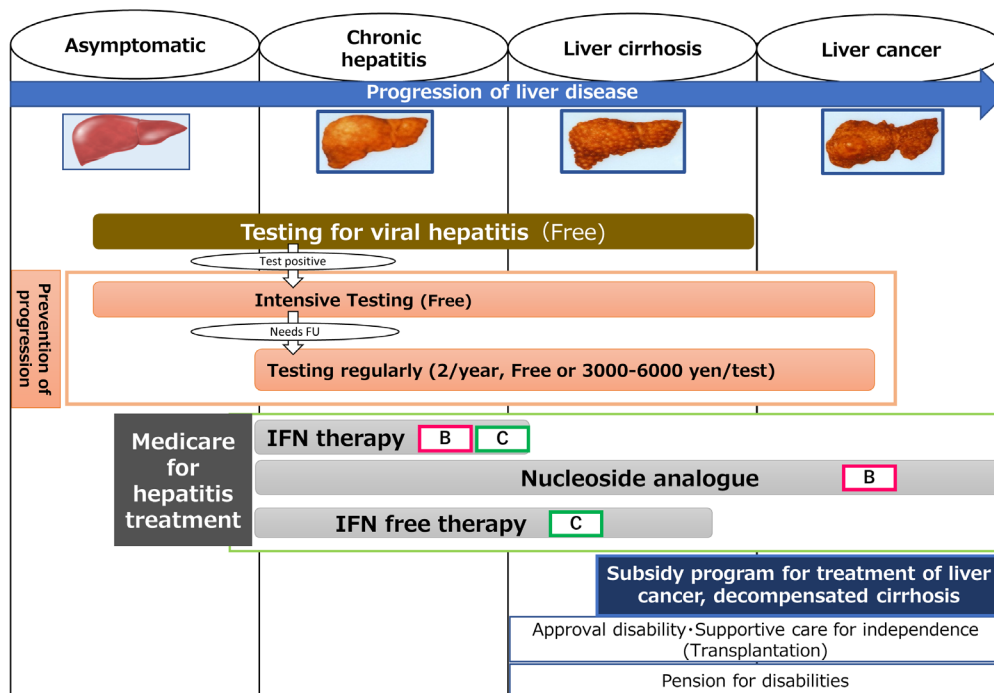 Asymptomatic
Chronic
hepatitis
Liver cirrhosis
Liver cancer
Progression of liver disease
Testing for viral hepatitis（Free)
Test positive
Prevention of
progression
Intensive Testing (Free)
Needs FU
Testing regularly (2/year, Free or 3000-6000 yen/test)
Medicare
for
hepatitis
treatment
IFN therapy
B
C
Nucleoside analogue
B
IFN free therapy
C
Subsidy program for treatment of liver
cancer, decompensated cirrhosis
Approval disability･Supportive care for independence
(Transplantation)
Pension for disabilities